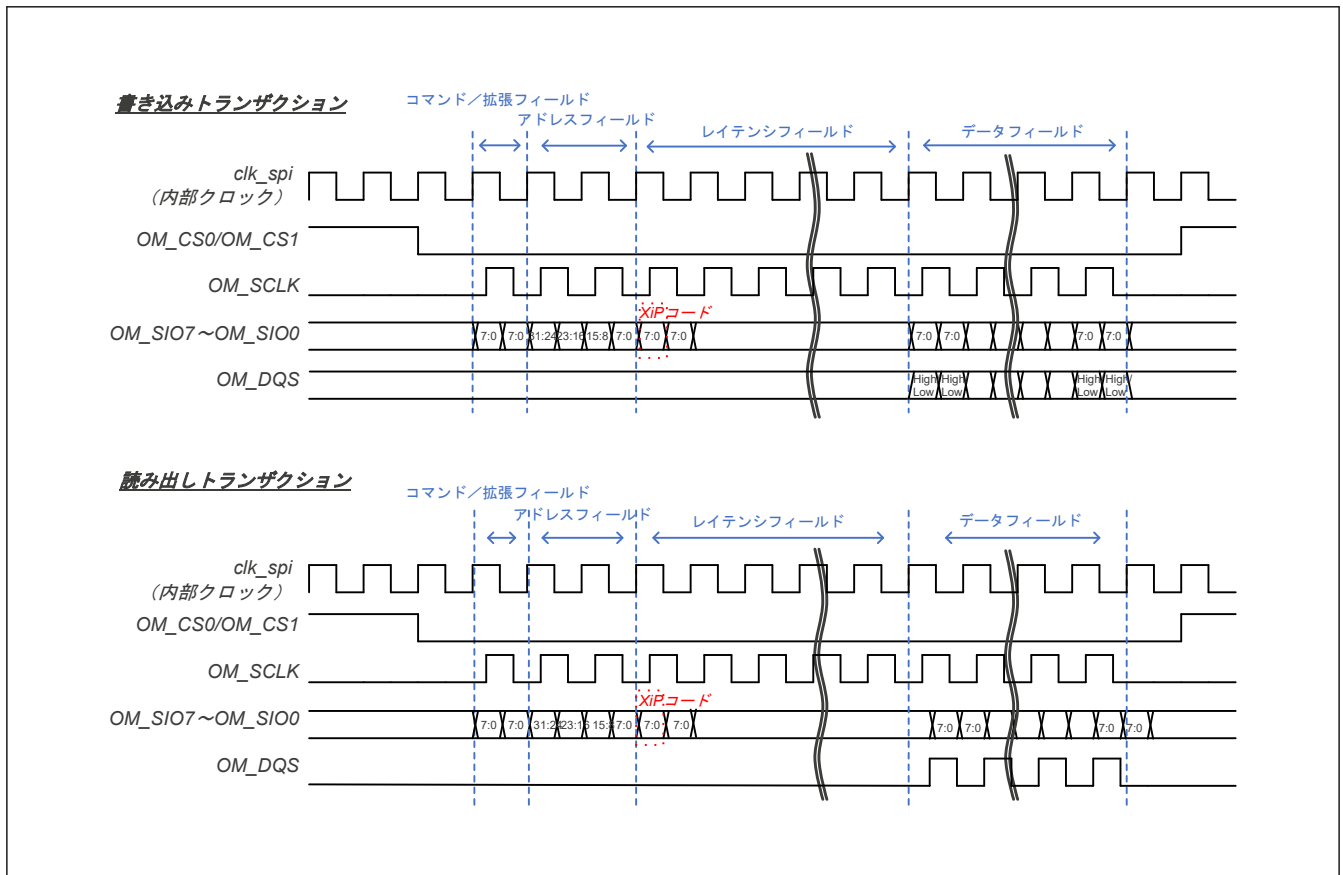 書き込みトランザクション
コマンド／拡張フィールド
アドレスフィールド
レイテンシフィールド
データフィールド
clk_spi
（内部クロック）
OM_CS0/OM_CS1
OM_SCLK
XiPコード
OM_SIO7～OM_SIO0
7:0 7:0 31:24 23:16 15:8 7:0 7:0 7:0 7:0 7:0 7:0 7:0
OM_DQS
High/ High/ High/ High/
Low Low Low Low
読み出しトランザクション
コマンド／拡張フィールド
アドレスフィールド
レイテンシフィールド
データフィールド
clk_spi
（内部クロック）
OM_CS0/OM_CS1
OM_SCLK
XiPコード
OM_SIO7～OM_SIO0
7:0 7:0 31:24 23:16 15:8 7:0 7:0 7:0 7:0 7:0 7:0 7:0
OM_DQS